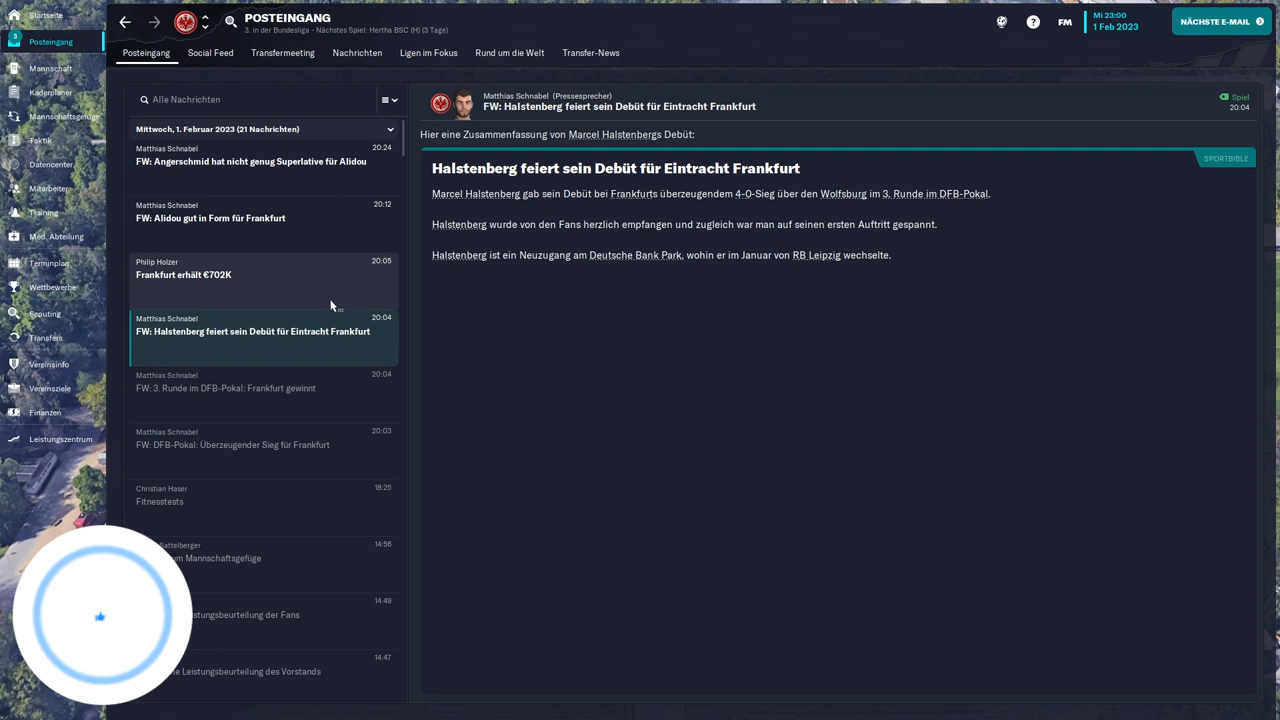 Startseite
3
Posteingang
Mannschaft
Kaderplaner
Mannschaftsgefüge
Taktik
Datencenter
Mitarbeiter
Training
Med. Abteilung
Terminplan
Wettbewerbe
Scouting
Transfers
Vereinsinfo
Vereinsziele
Finanzen
Leistungszentrum
POSTEINGANG
3. in der Bundesliga - Nächstes Spiel: Hertha BSC (H) (3 Tage)
FM
Mi 23:00
1 Feb 2023
NÄCHSTE E-MAIL
Posteingang
Social Feed
Transfermeeting
Nachrichten
Ligen im Fokus
Rund um die Welt
Transfer-News
Alle Nachrichten
Mittwoch, 1. Februar 2023 (21 Nachrichten)
Matthias Schnabel 20:24
FW: Angerschmid hat nicht genug Superlative für Alidou
Matthias Schnabel 20:12
FW: Alidou gut in Form für Frankfurt
Philip Holzer 20:05
Frankfurt erhält €702K
Matthias Schnabel 20:04
FW: Halstenberg feiert sein Debüt für Eintracht Frankfurt
Matthias Schnabel 20:04
FW: 3. Runde im DFB-Pokal: Frankfurt gewinnt
Matthias Schnabel 20:03
FW: DFB-Pokal: Überzeugender Sieg für Frankfurt
Christian Haser 18:25
Fitnesstests
Sattelberger 14:56
zum Mannschaftsgefüge
14:49
istungsbeurteilung der Fans
14:47
Leistungsbeurteilung des Vorstands
Matthias Schnabel (Pressesprecher)
FW: Halstenberg feiert sein Debüt für Eintracht Frankfurt
Spiel
20:04
Hier eine Zusammenfassung von Marcel Halstenbergs Debüt:
SPORTBIBLE
Halstenberg feiert sein Debüt für Eintracht Frankfurt
Marcel Halstenberg gab sein Debüt bei Frankfurts überzeugendem 4-0-Sieg über den Wolfsburg im 3. Runde im DFB-Pokal.
Halstenberg wurde von den Fans herzlich empfangen und zugleich war man auf seinen ersten Auftritt gespannt.
Halstenberg ist ein Neuzugang am Deutsche Bank Park, wohin er im Januar von RB Leipzig wechselte.